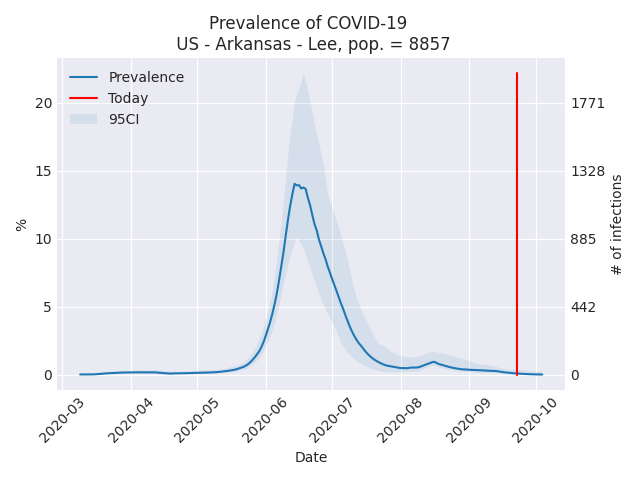 Prevalence of COVID-19
US - Arkansas - Lee, pop. = 8857
Prevalence
Today
95CI
%
20
15
10
5
0
1771
1328
885
442
0
# of infections
2020-03
2020-04
2020-05
2020-06
2020-07
2020-08
2020-09
2020-10
Date